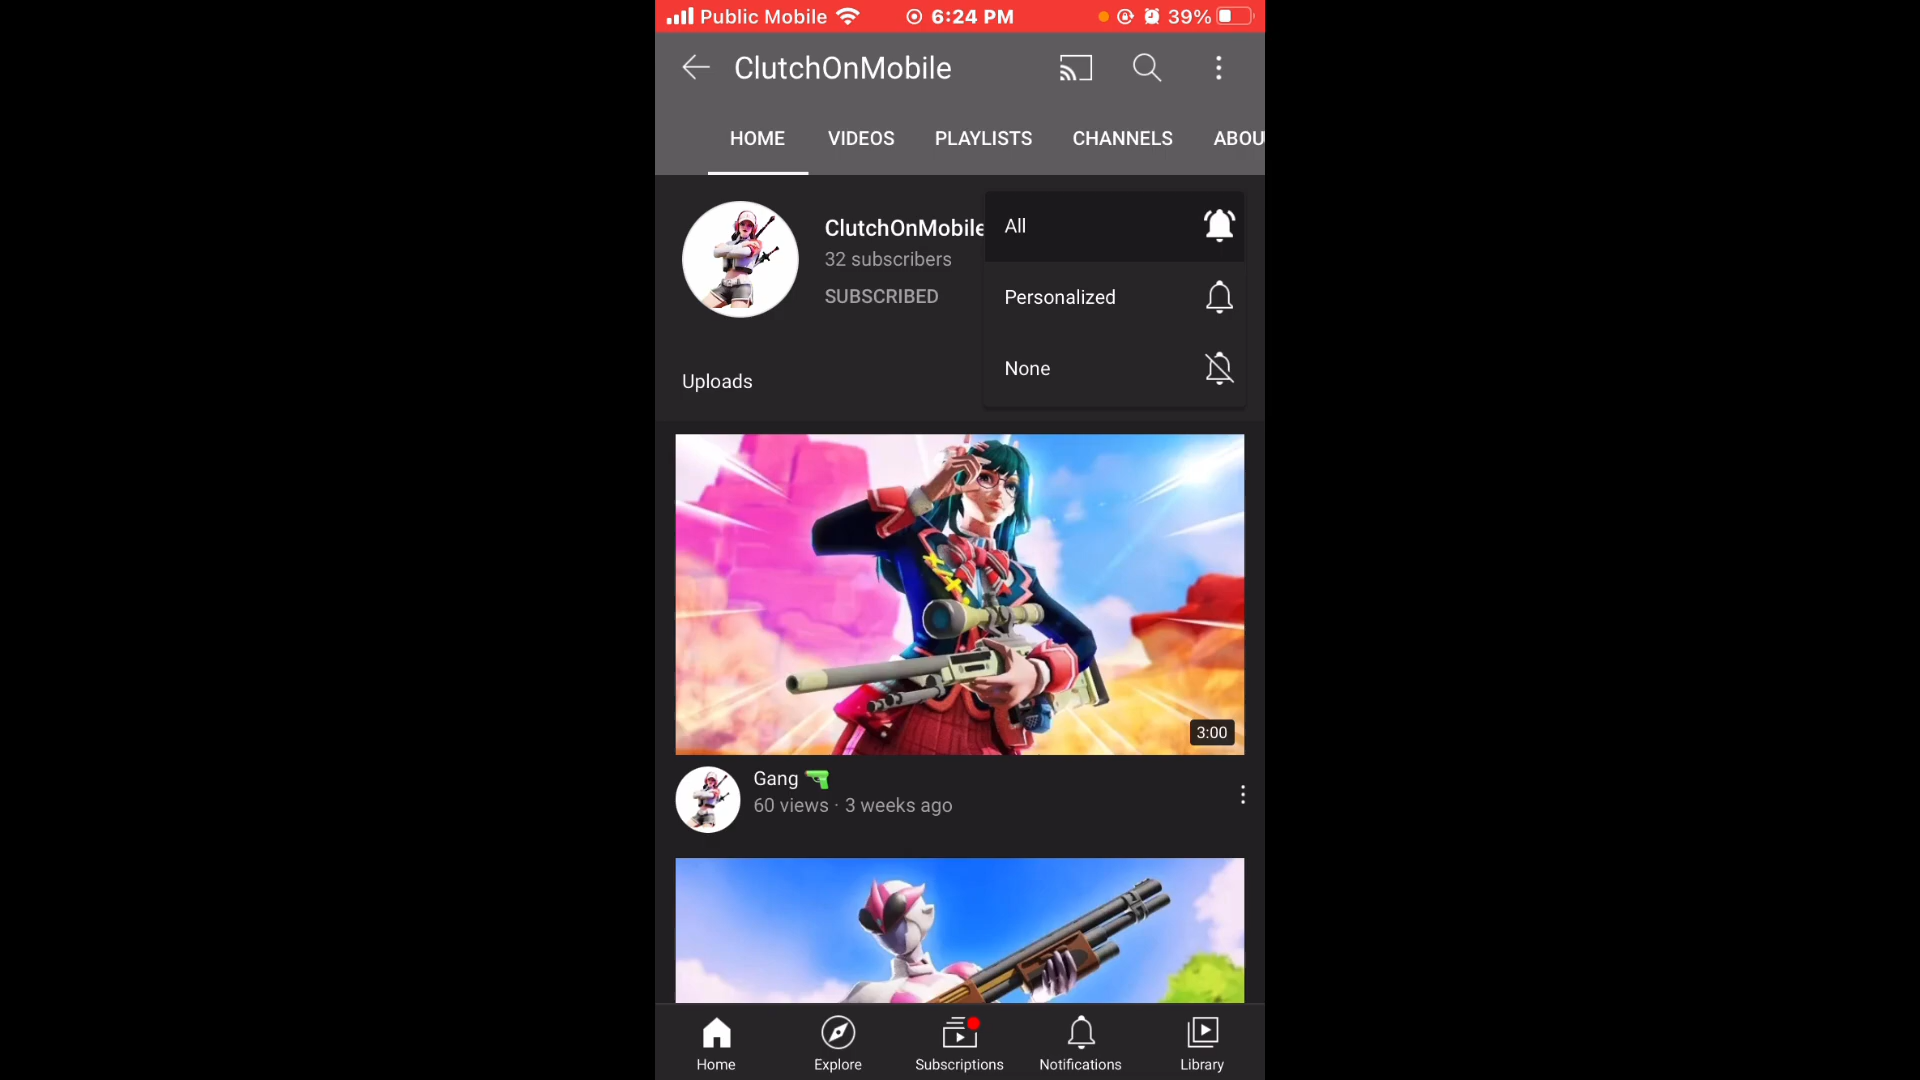 Public Mobile 6:24 PM 39%
ClutchOnMobile
HOME VIDEOS PLAYLISTS CHANNELS ABOU
ClutchOnMobile
32 subscribers
SUBSCRIBED
All
Personalized
None
Uploads
3:00
Gang 🔫
60 views · 3 weeks ago
Home Explore Subscriptions Notifications Library